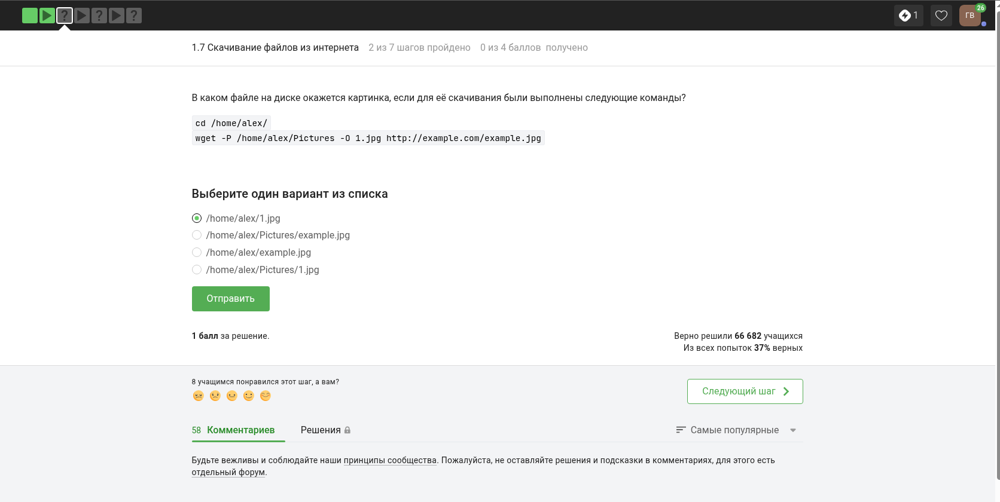 1
ГВ
26
1.7 Скачивание файлов из интернета 2 из 7 шагов пройдено 0 из 4 баллов получено
В каком файле на диске окажется картинка, если для её скачивания были выполнены следующие команды?
cd /home/alex/
wget -P /home/alex/Pictures -O 1.jpg http://example.com/example.jpg
Выберите один вариант из списка
/home/alex/1.jpg
/home/alex/Pictures/example.jpg
/home/alex/example.jpg
/home/alex/Pictures/1.jpg
Отправить
1 балл за решение.
Верно решили 66 682 учащихся
Из всех попыток 37% верных
8 учащимся понравился этот шаг, а вам?
Следующий шаг
58 Комментариев Решения Самые популярные
Будьте вежливы и соблюдайте наши принципы сообщества. Пожалуйста, не оставляйте решения и подсказки в комментариях, для этого есть
отдельный форум.